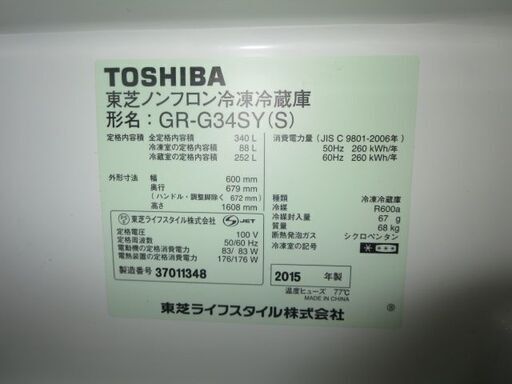 TOSHIBA
東芝ノンフロン冷凍冷蔵庫
形名：GR-G34SY(S)
定格内容積 全定格内容積 340 L
冷凍室の定格内容積 88 L
冷蔵室の定格内容積 252 L
外形寸法 幅 600 mm
奥行 679 mm
(ハンドル・調整脚除く 672 mm)
高さ 1608 mm
東芝ライフスタイル株式会社 JET
定格電圧 100 V
定格周波数 50/60 Hz
電動機の定格消費電力 83/ 83 W
電熱装置の定格消費電力 176/176 W
製造番号 37011348
消費電力量 (JIS C 9801-2006年)
50Hz 260 kWh/年
60Hz 260 kWh/年
種類 冷凍冷蔵庫
冷媒 R600a
冷媒封入量 67 g
質量 68 kg
断熱発泡ガス シクロペンタン
冷凍室の記号
2015 年製
温度ヒューズ 77℃
MADE IN CHINA
東芝ライフスタイル株式会社